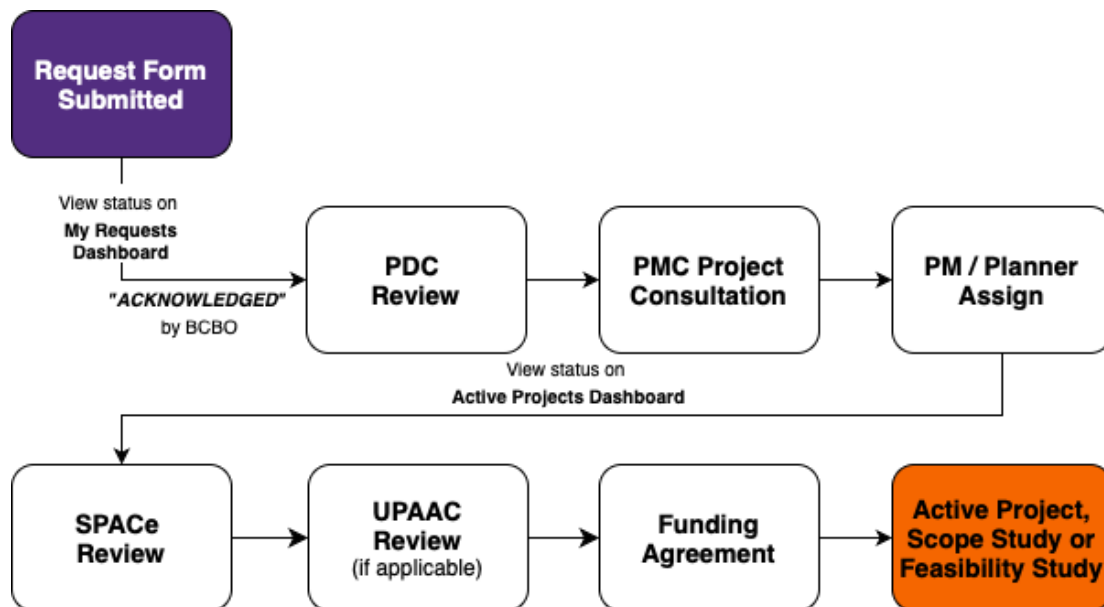 Request Form
Submitted
View status on
My Requests
Dashboard
"ACKNOWLEDGED"
by BCBO
PDC
Review
PMC Project
Consultation
PM / Planner
Assign
View status on
Active Projects Dashboard
SPACe
Review
UPAAC
Review
(if applicable)
Funding
Agreement
Active Project,
Scope Study or
Feasibility Study